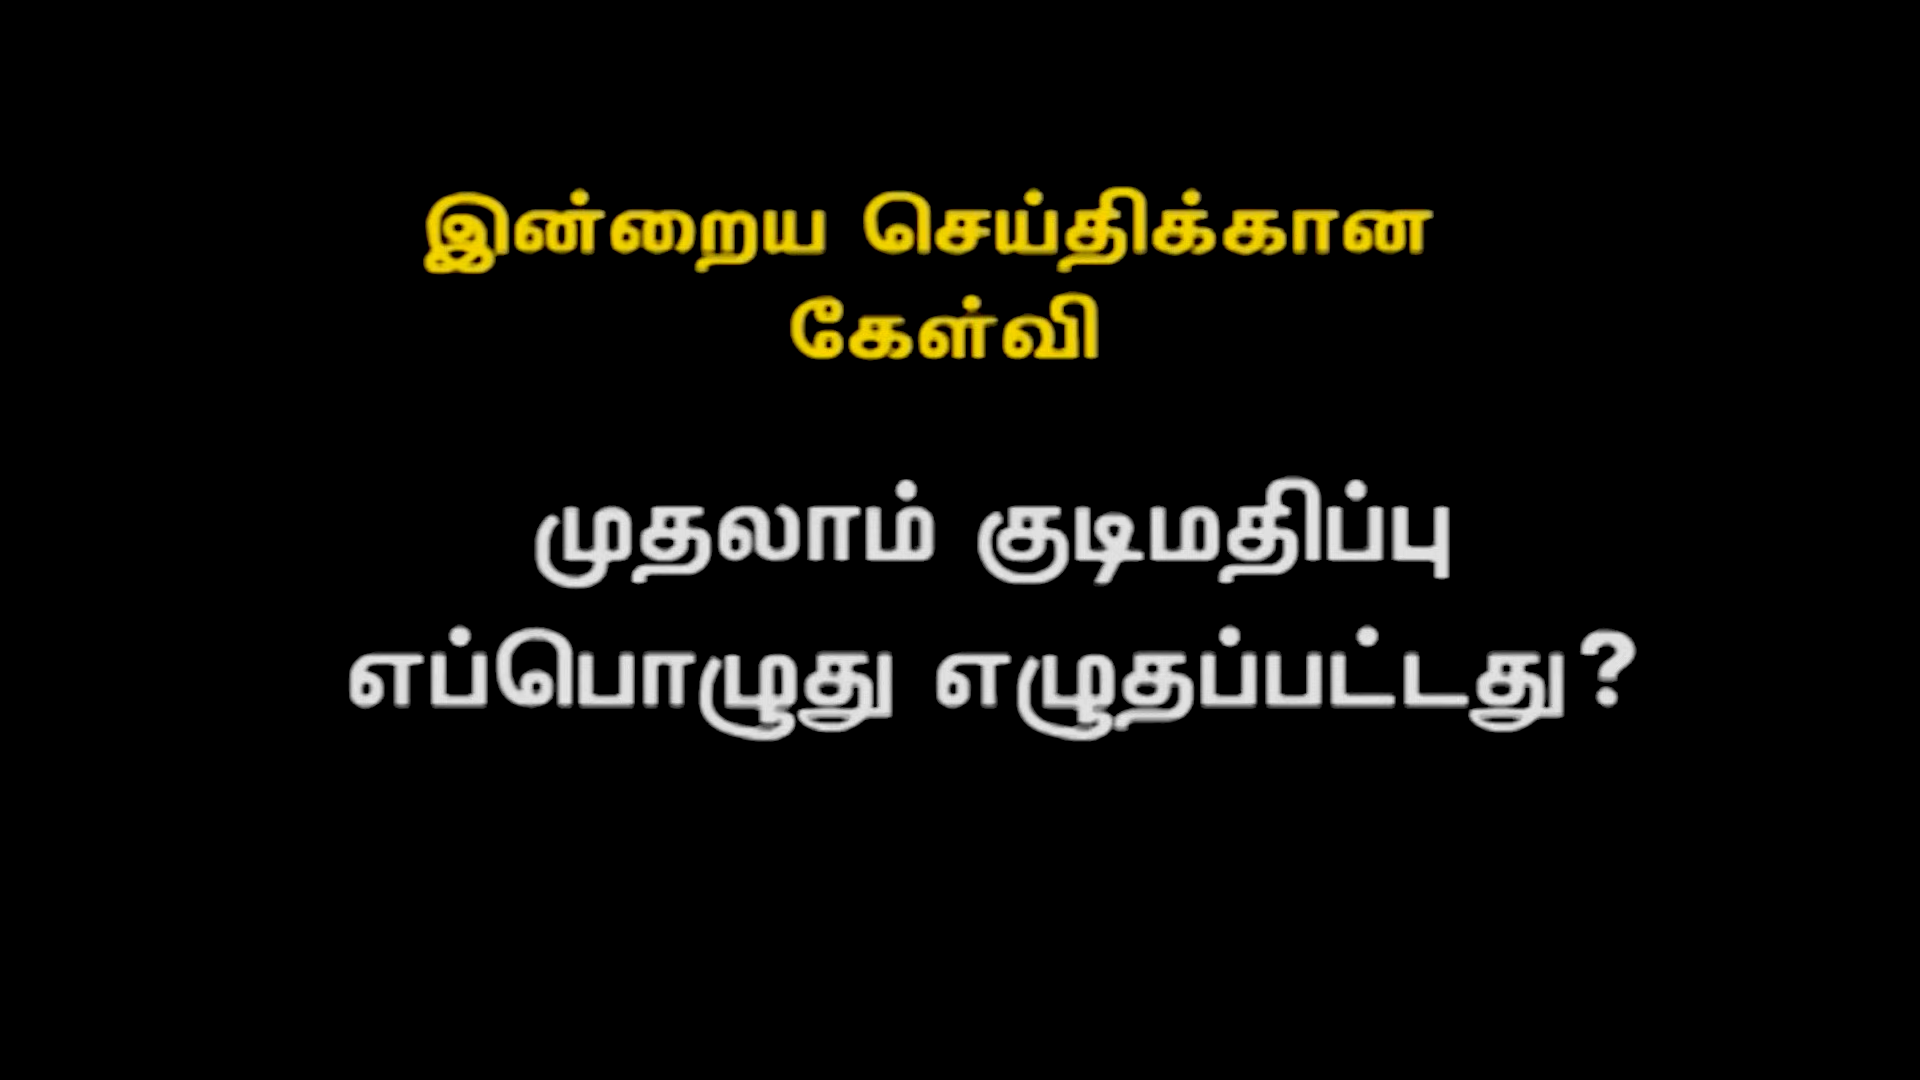 இன்றைய செய்திக்கான
கேள்வி
முதலாம் குடிமதிப்பு
எப்பொழுது எழுதப்பட்டது?